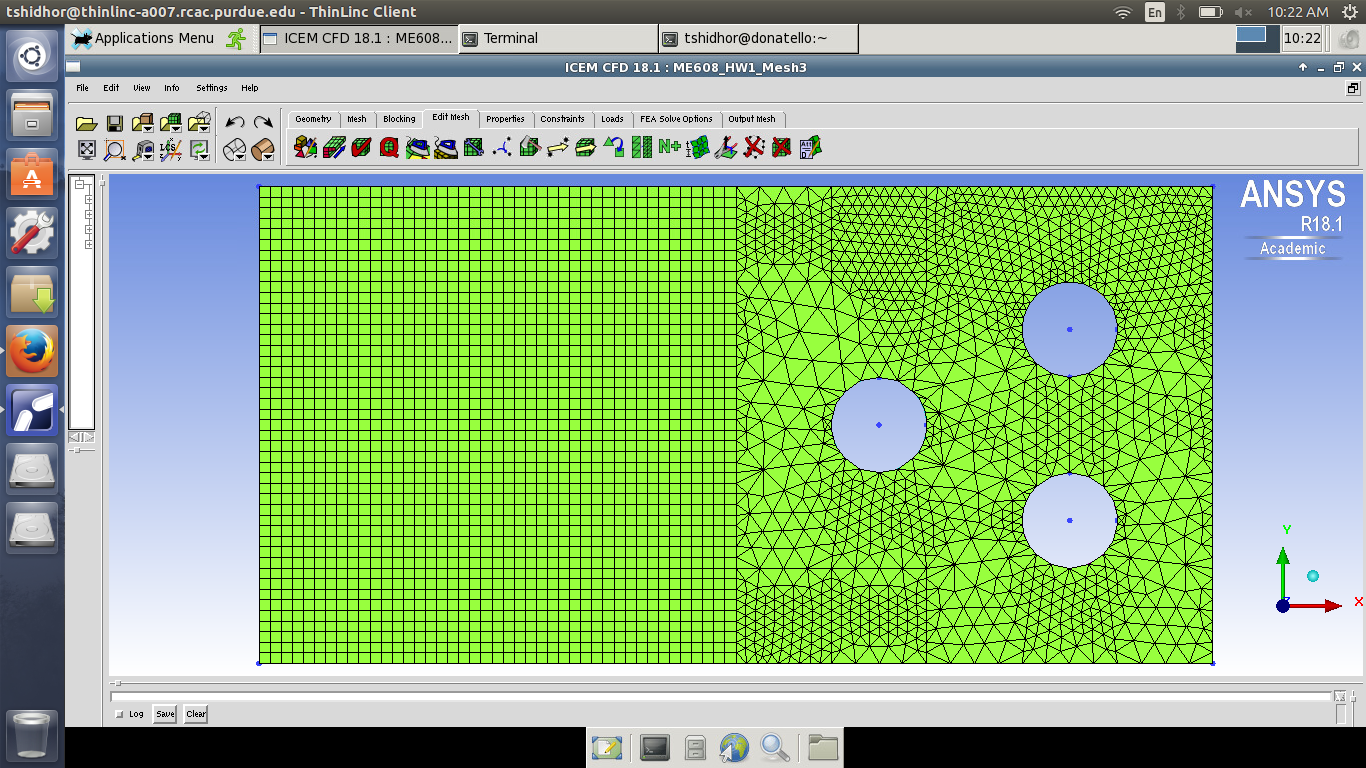 tshidhor@thinlinc-a007.rcac.purdue.edu - ThinLinc Client
En
10:22 AM
Applications Menu
ICEM CFD 18.1 : ME608...
Terminal
tshidhor@donatello:~
10:22
ICEM CFD 18.1 : ME608_HW1_Mesh3
File Edit View Info Settings Help
Geometry Mesh Blocking Edit Mesh Properties Constraints Loads FEA Solve Options Output Mesh
LCS
N+
ANSYS
R18.1
Academic
Y
X
Log Save Clear